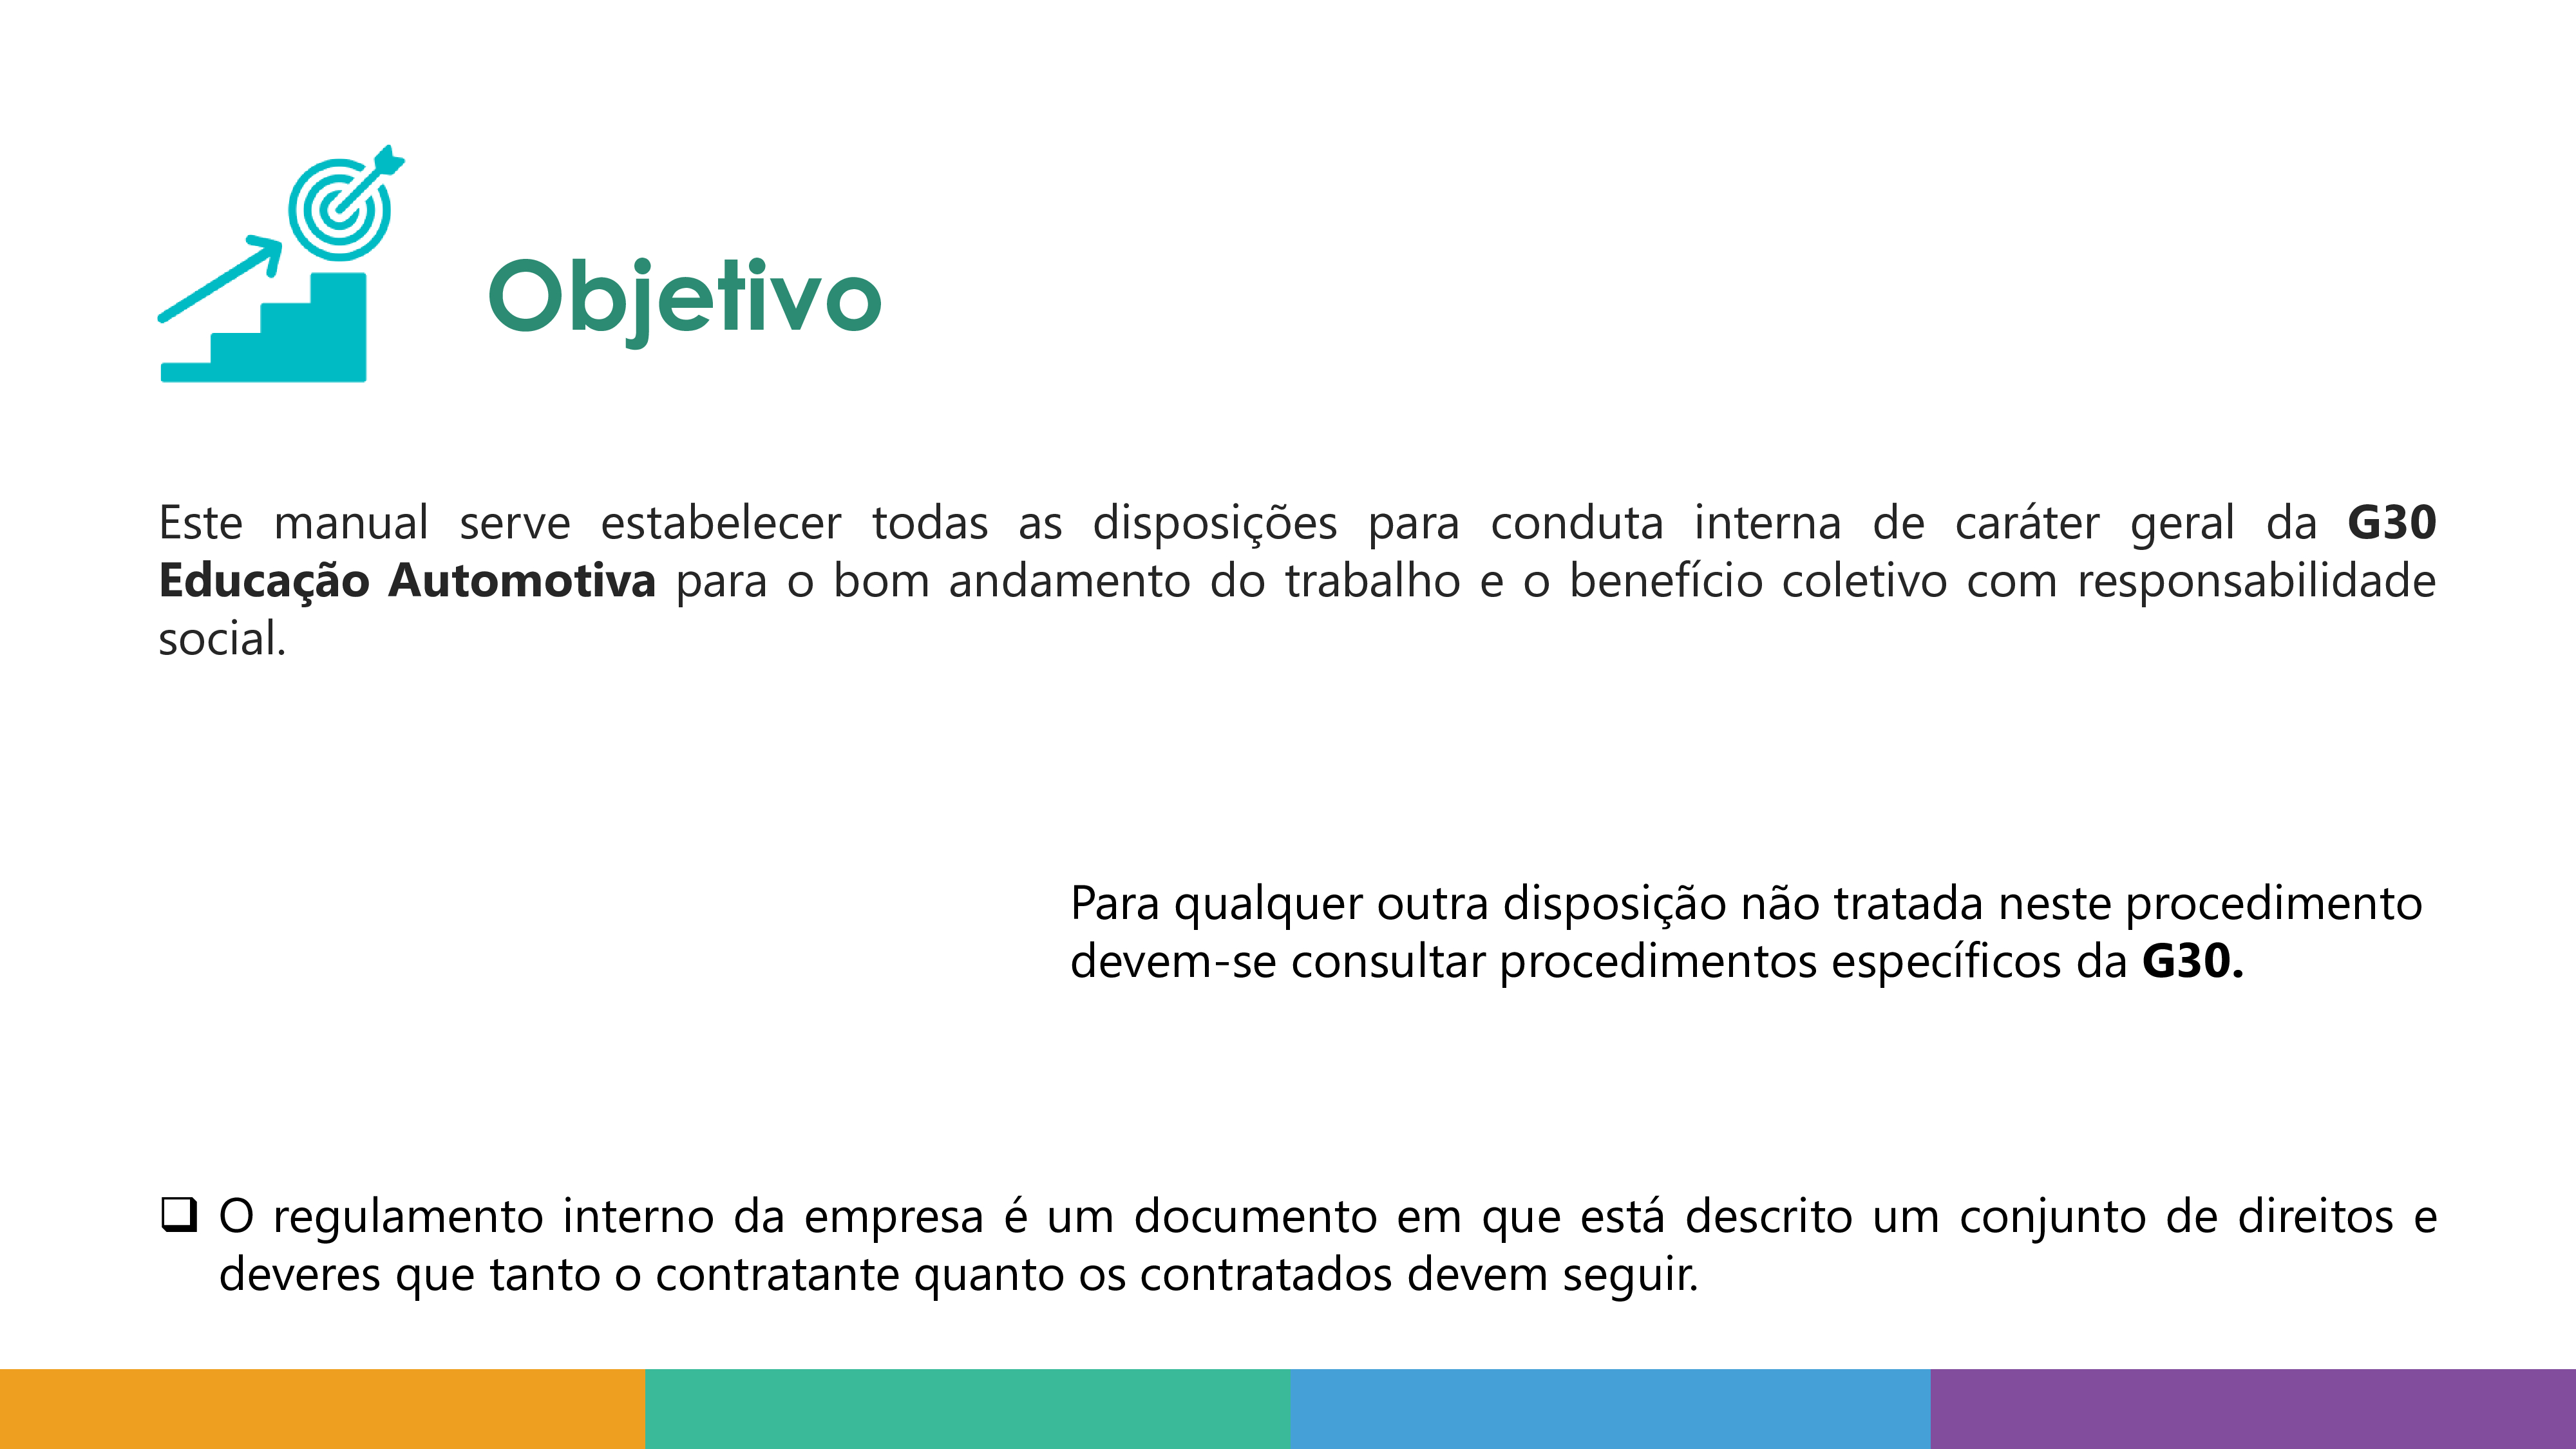 Objetivo
Este manual serve estabelecer todas as disposições para conduta interna de caráter geral da G30
Educação Automotiva para o bom andamento do trabalho e o benefício coletivo com responsabilidade
social.
Para qualquer outra disposição não tratada neste procedimento
devem-se consultar procedimentos específicos da G30.
❑ O regulamento interno da empresa é um documento em que está descrito um conjunto de direitos e
deveres que tanto o contratante quanto os contratados devem seguir.